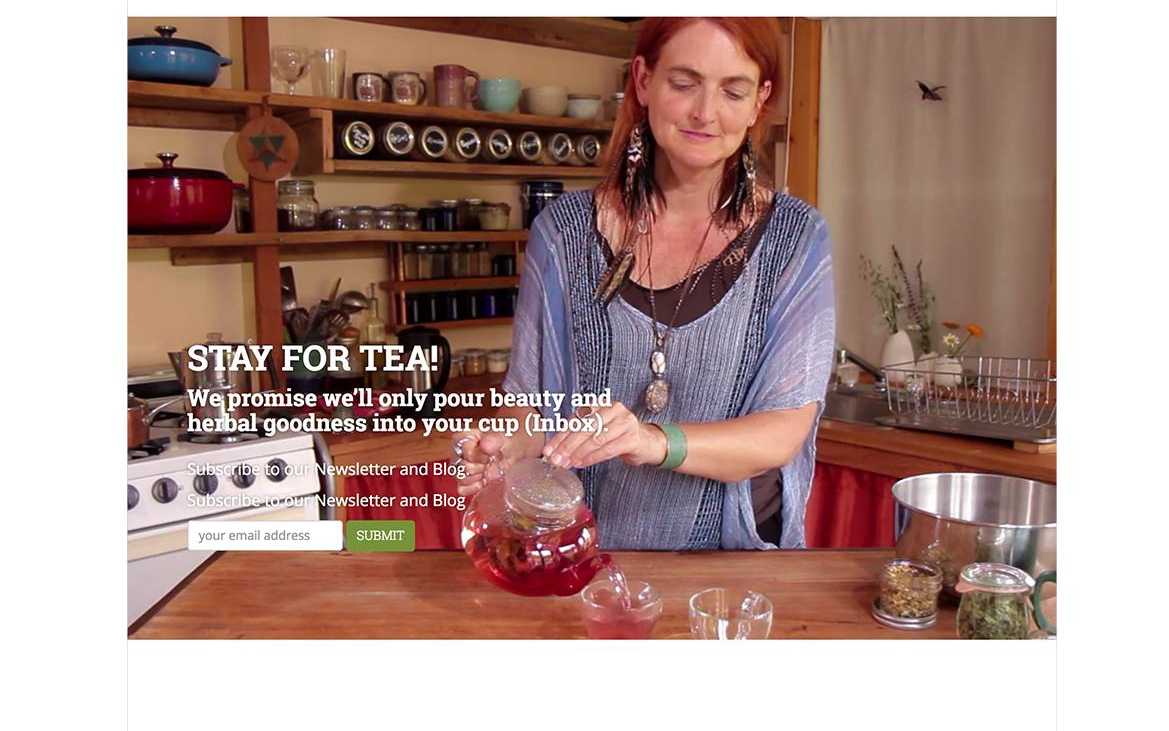 STAY FOR TEA!
We promise we’ll only pour beauty and
herbal goodness into your cup (Inbox).
Subscribe to our Newsletter and Blog.
Subscribe to our Newsletter and Blog
your email address
SUBMIT